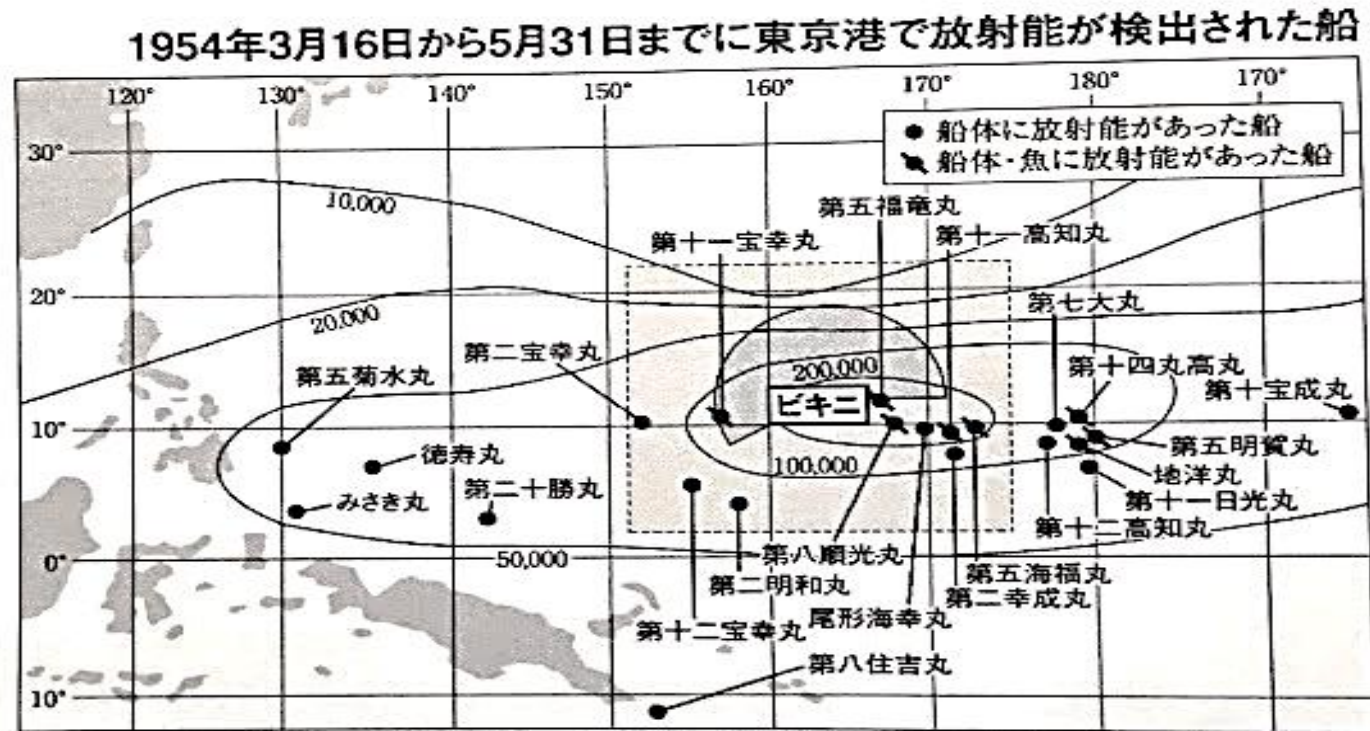 1954年3月16日から5月31日までに東京港で放射能が検出された船
120° 130° 140° 150° 160° 170° 180° 170°
船体に放射能があった船
船体・魚に放射能があった船
30°
10,000
第五福竜丸
第十一宝幸丸
第十一高知丸
20°
20,000
第七大丸
第二宝幸丸
200,000
第十四丸高丸
第五菊水丸
第十宝成丸
ビキニ
10°
徳寿丸
100,000
第五明賀丸
みさき丸
第二十勝丸
地洋丸
第十一日光丸
第十二高知丸
0°
50,000
第八順光丸
第五海福丸
第二明和丸
第二幸成丸
尾形海幸丸
第十二宝幸丸
第八住吉丸
10°